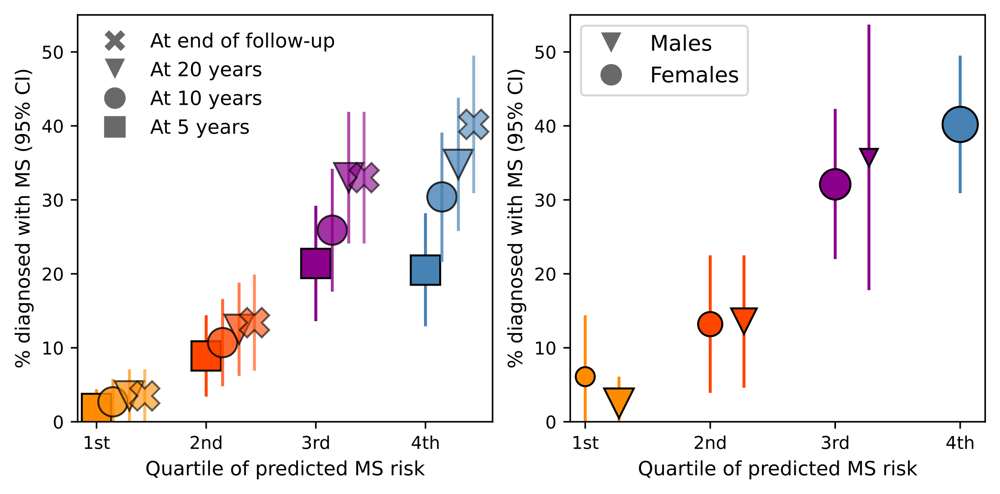 % diagnosed with MS (95% CI)
50
40
30
20
10
0
At end of follow-up
At 20 years
At 10 years
At 5 years
1st 2nd 3rd 4th
Quartile of predicted MS risk
% diagnosed with MS (95% CI)
50
40
30
20
10
0
Males
Females
1st 2nd 3rd 4th
Quartile of predicted MS risk